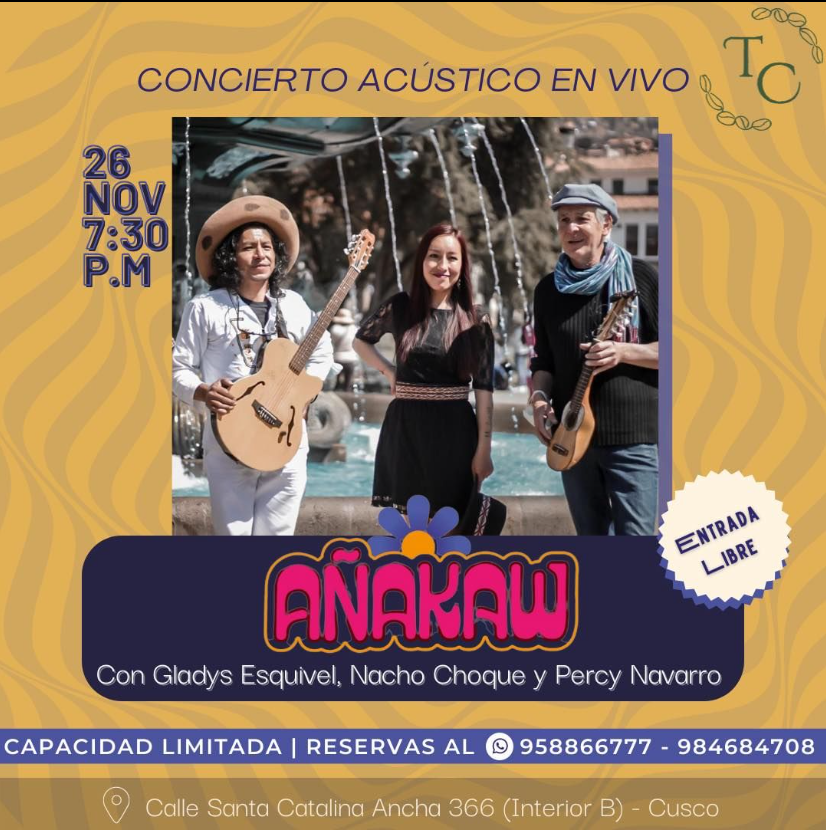 TC
CONCIERTO ACÚSTICO EN VIVO
26
NOV
7:30
P.M
ENTRADA
LIBRE
AÑAKAW
Con Gladys Esquivel, Nacho Choque y Percy Navarro
CAPACIDAD LIMITADA | RESERVAS AL 958866777 - 984684708
Calle Santa Catalina Ancha 366 (Interior B) - Cusco